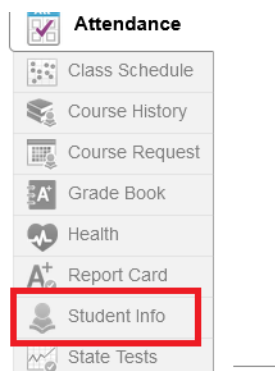 Attendance
Class Schedule
Course History
Course Request
Grade Book
Health
Report Card
Student Info
State Tests